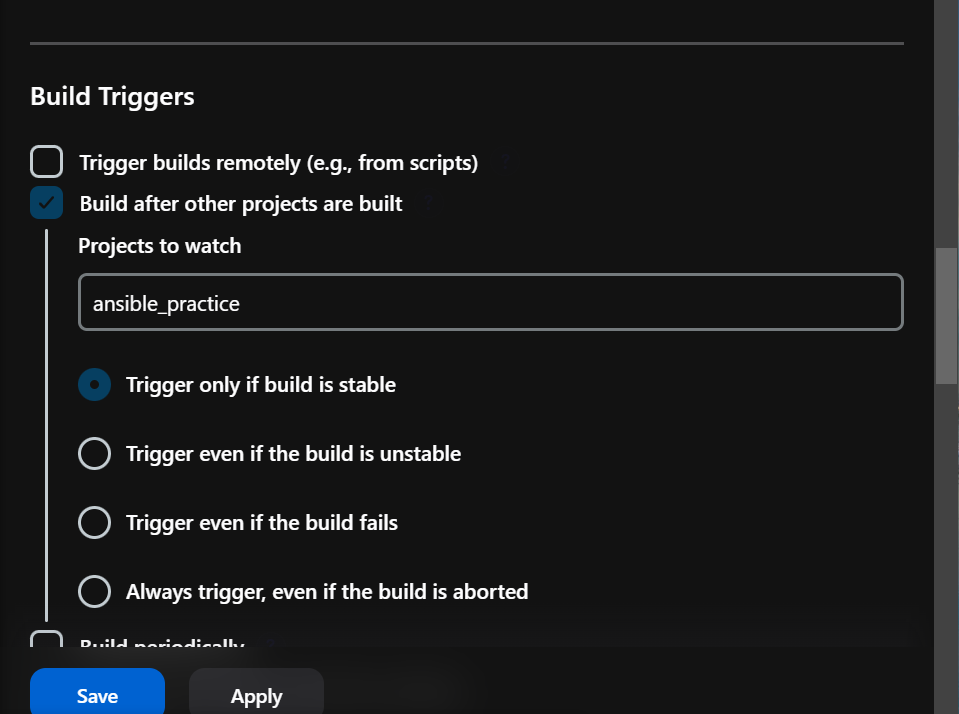 Build Triggers
Trigger builds remotely (e.g., from scripts) ?
Build after other projects are built ?
Projects to watch
ansible_practice
Trigger only if build is stable
Trigger even if the build is unstable
Trigger even if the build fails
Always trigger, even if the build is aborted
Build periodically ?
Save
Apply